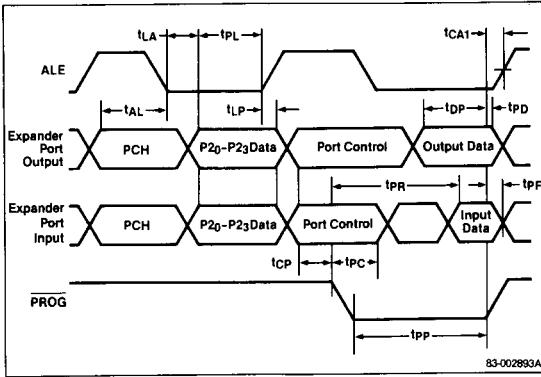 tLA
tPL
tCA1
ALE
tAL
tLP
tDP
tPD
Expander
Port
Output
PCH
P20-P23Data
Port Control
Output Data
tPR
tPF
Expander
Port
Input
PCH
P20-P23Data
Port Control
Input
Data
tCP
tPC
PROG
tPP
83-002893A